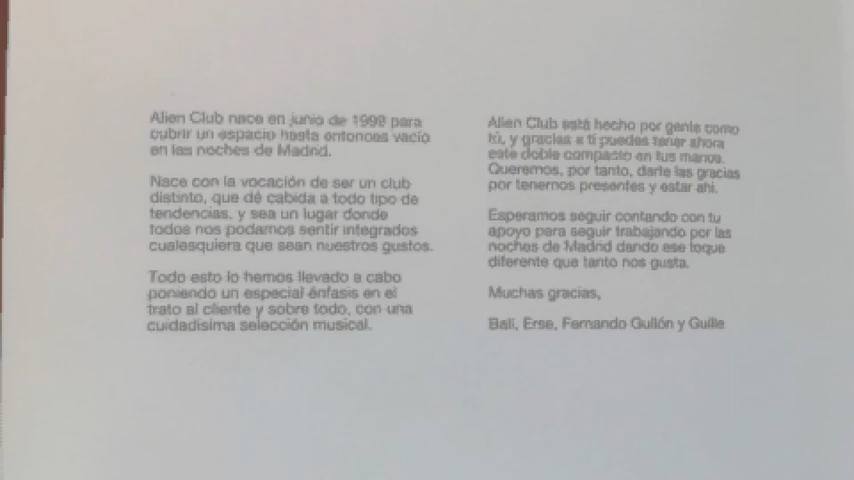 Alien Club nace en junio de 1998 para
cubrir un espacio hasta entonces vacío
en las noches de Madrid.
Nace con la vocación de ser un club
distinto, que dé cabida a todo tipo de
tendencias, y sea un lugar donde
todos nos podamos sentir integrados
cualesquiera que sean nuestros gustos.
Todo esto lo hemos llevado a cabo
poniendo un especial énfasis en el
trato al cliente y sobre todo, con una
cuidadísima selección musical.
Alien Club está hecho por gente como
tú, y gracias a ti puedes tener ahora
este doble compacto en tus manos.
Queremos, por tanto, darte las gracias
por tenernos presentes y estar ahí.
Esperamos seguir contando con tu
apoyo para seguir trabajando por las
noches de Madrid dando ese toque
diferente que tanto nos gusta.
Muchas gracias,
Bali, Erse, Fernando Gullón y Guille